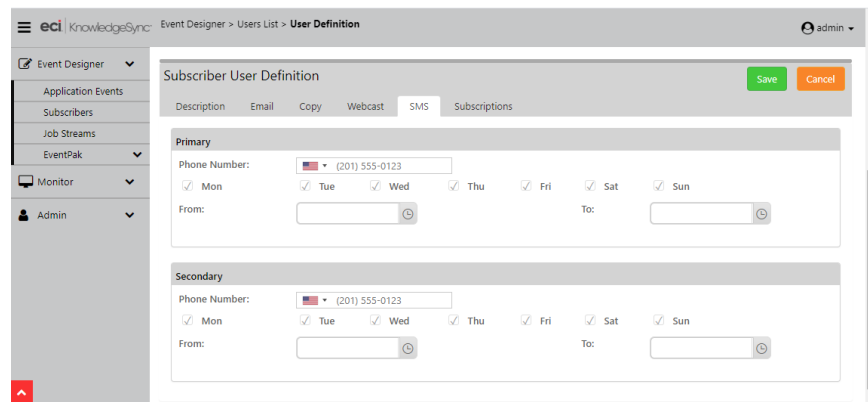 eci KnowledgeSync Event Designer > Users List > User Definition admin
Event Designer
Application Events
Subscribers
Job Streams
EventPak
Monitor
Admin
Subscriber User Definition Save Cancel
Description Email Copy Webcast SMS Subscriptions
Primary
Phone Number: (201) 555-0123
Mon Tue Wed Thu Fri Sat Sun
From: To:
Secondary
Phone Number: (201) 555-0123
Mon Tue Wed Thu Fri Sat Sun
From: To: